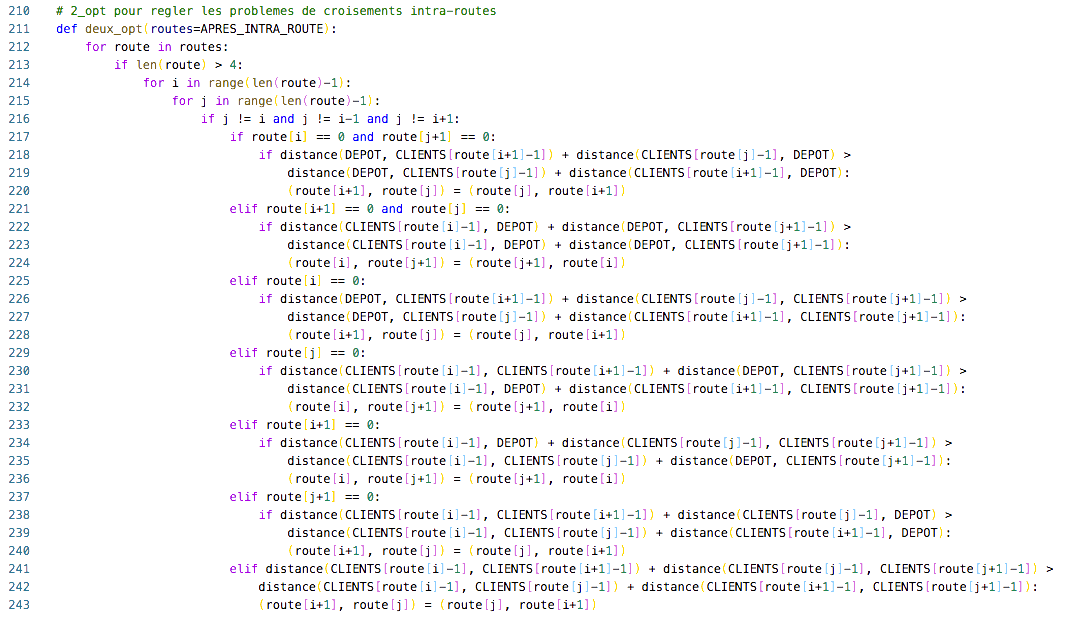 210 # 2_opt pour regler les problemes de croisements intra-routes
211 def deux_opt(routes=APRES_INTRA_ROUTE):
212     for route in routes:
213         if len(route) > 4:
214             for i in range(len(route)-1):
215                 for j in range(len(route)-1):
216                     if j != i and j != i-1 and j != i+1:
217                         if route[i] == 0 and route[j+1] == 0:
218                             if distance(DEPOT, CLIENTS[route[i+1]-1]) + distance(CLIENTS[route[j]-1], DEPOT) >
219                                 distance(DEPOT, CLIENTS[route[j]-1]) + distance(CLIENTS[route[i+1]-1], DEPOT):
220                                 (route[i+1], route[j]) = (route[j], route[i+1])
221                         elif route[i+1] == 0 and route[j] == 0:
222                             if distance(CLIENTS[route[i]-1], DEPOT) + distance(DEPOT, CLIENTS[route[j+1]-1]) >
223                                 distance(CLIENTS[route[i]-1], DEPOT) + distance(DEPOT, CLIENTS[route[j+1]-1]):
224                                 (route[i], route[j+1]) = (route[j+1], route[i])
225                         elif route[i] == 0:
226                             if distance(DEPOT, CLIENTS[route[i+1]-1]) + distance(CLIENTS[route[j]-1], CLIENTS[route[j+1]-1]) >
227                                 distance(DEPOT, CLIENTS[route[j]-1]) + distance(CLIENTS[route[i+1]-1], CLIENTS[route[j+1]-1]):
228                                 (route[i+1], route[j]) = (route[j], route[i+1])
229                         elif route[j] == 0:
230                             if distance(CLIENTS[route[i]-1], CLIENTS[route[i+1]-1]) + distance(DEPOT, CLIENTS[route[j+1]-1]) >
231                                 distance(CLIENTS[route[i]-1], DEPOT) + distance(CLIENTS[route[i+1]-1], CLIENTS[route[j+1]-1]):
232                                 (route[i], route[j+1]) = (route[j+1], route[i])
233                         elif route[i+1] == 0:
234                             if distance(CLIENTS[route[i]-1], DEPOT) + distance(CLIENTS[route[j]-1], CLIENTS[route[j+1]-1]) >
235                                 distance(CLIENTS[route[i]-1], CLIENTS[route[j]-1]) + distance(DEPOT, CLIENTS[route[j+1]-1]):
236                                 (route[i], route[j+1]) = (route[j+1], route[i])
237                         elif route[j+1] == 0:
238                             if distance(CLIENTS[route[i]-1], CLIENTS[route[i+1]-1]) + distance(CLIENTS[route[j]-1], DEPOT) >
239                                 distance(CLIENTS[route[i]-1], CLIENTS[route[j]-1]) + distance(CLIENTS[route[i+1]-1], DEPOT):
240                                 (route[i+1], route[j]) = (route[j], route[i+1])
241                         elif distance(CLIENTS[route[i]-1], CLIENTS[route[i+1]-1]) + distance(CLIENTS[route[j]-1], CLIENTS[route[j+1]-1]) >
242                             distance(CLIENTS[route[i]-1], CLIENTS[route[j]-1]) + distance(CLIENTS[route[i+1]-1], CLIENTS[route[j+1]-1]):
243                             (route[i+1], route[j]) = (route[j], route[i+1])